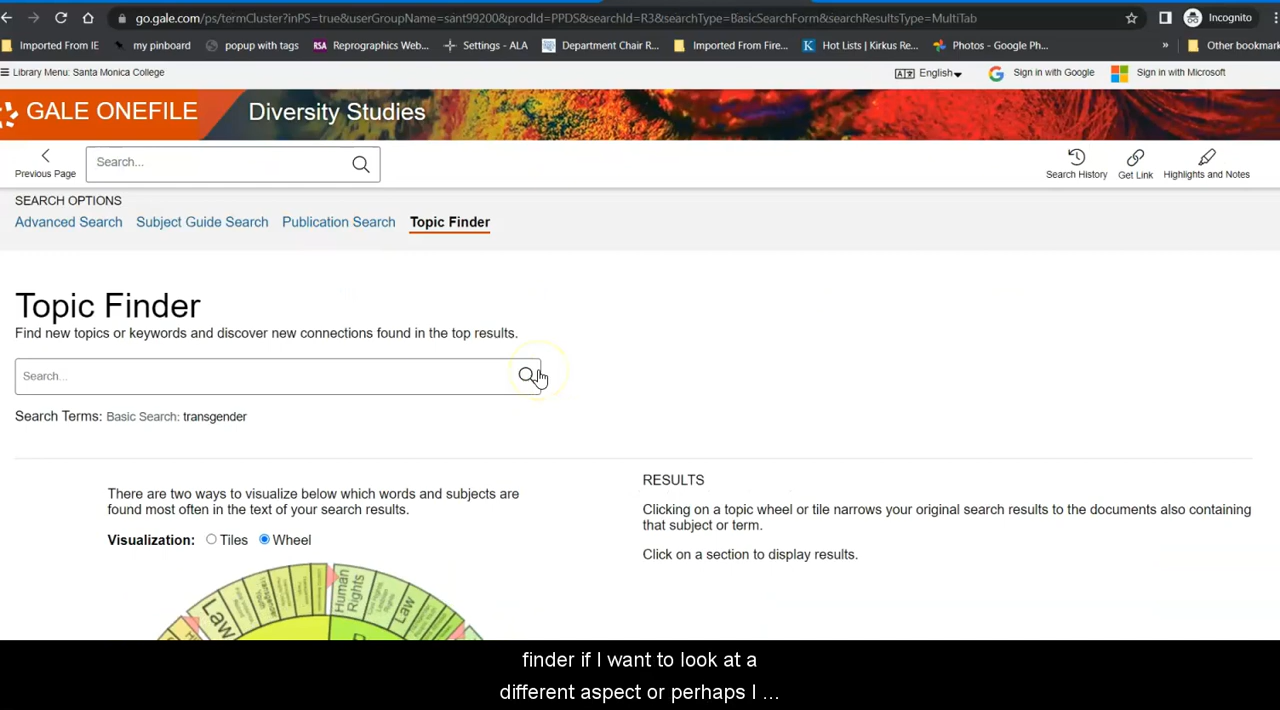 go.gale.com/ps/termCluster?inPS=true&userGroupName=sant99200&prodId=PPDS&searchId=R3&searchType=BasicSearchForm&searchResultsType=MultiTab
Incognito
Imported From IE
my pinboard
popup with tags
RSA Reprographics Web...
Settings - ALA
Department Chair R...
Imported From Fire...
K Hot Lists | Kirkus Re...
Photos - Google Ph...
» Other bookmark
Library Menu: Santa Monica College
English
Sign in with Google
Sign in with Microsoft
GALE ONEFILE
Diversity Studies
Previous Page
Search...
Search History
Get Link
Highlights and Notes
SEARCH OPTIONS
Advanced Search Subject Guide Search Publication Search Topic Finder
Topic Finder
Find new topics or keywords and discover new connections found in the top results.
Search...
Search Terms: Basic Search: transgender
There are two ways to visualize below which words and subjects are
found most often in the text of your search results.
Visualization: Tiles Wheel
Law
Transgender
Youth
Human
Rights
Law
RESULTS
Clicking on a topic wheel or tile narrows your original search results to the documents also containing
that subject or term.
Click on a section to display results.
finder if I want to look at a
different aspect or perhaps I ...